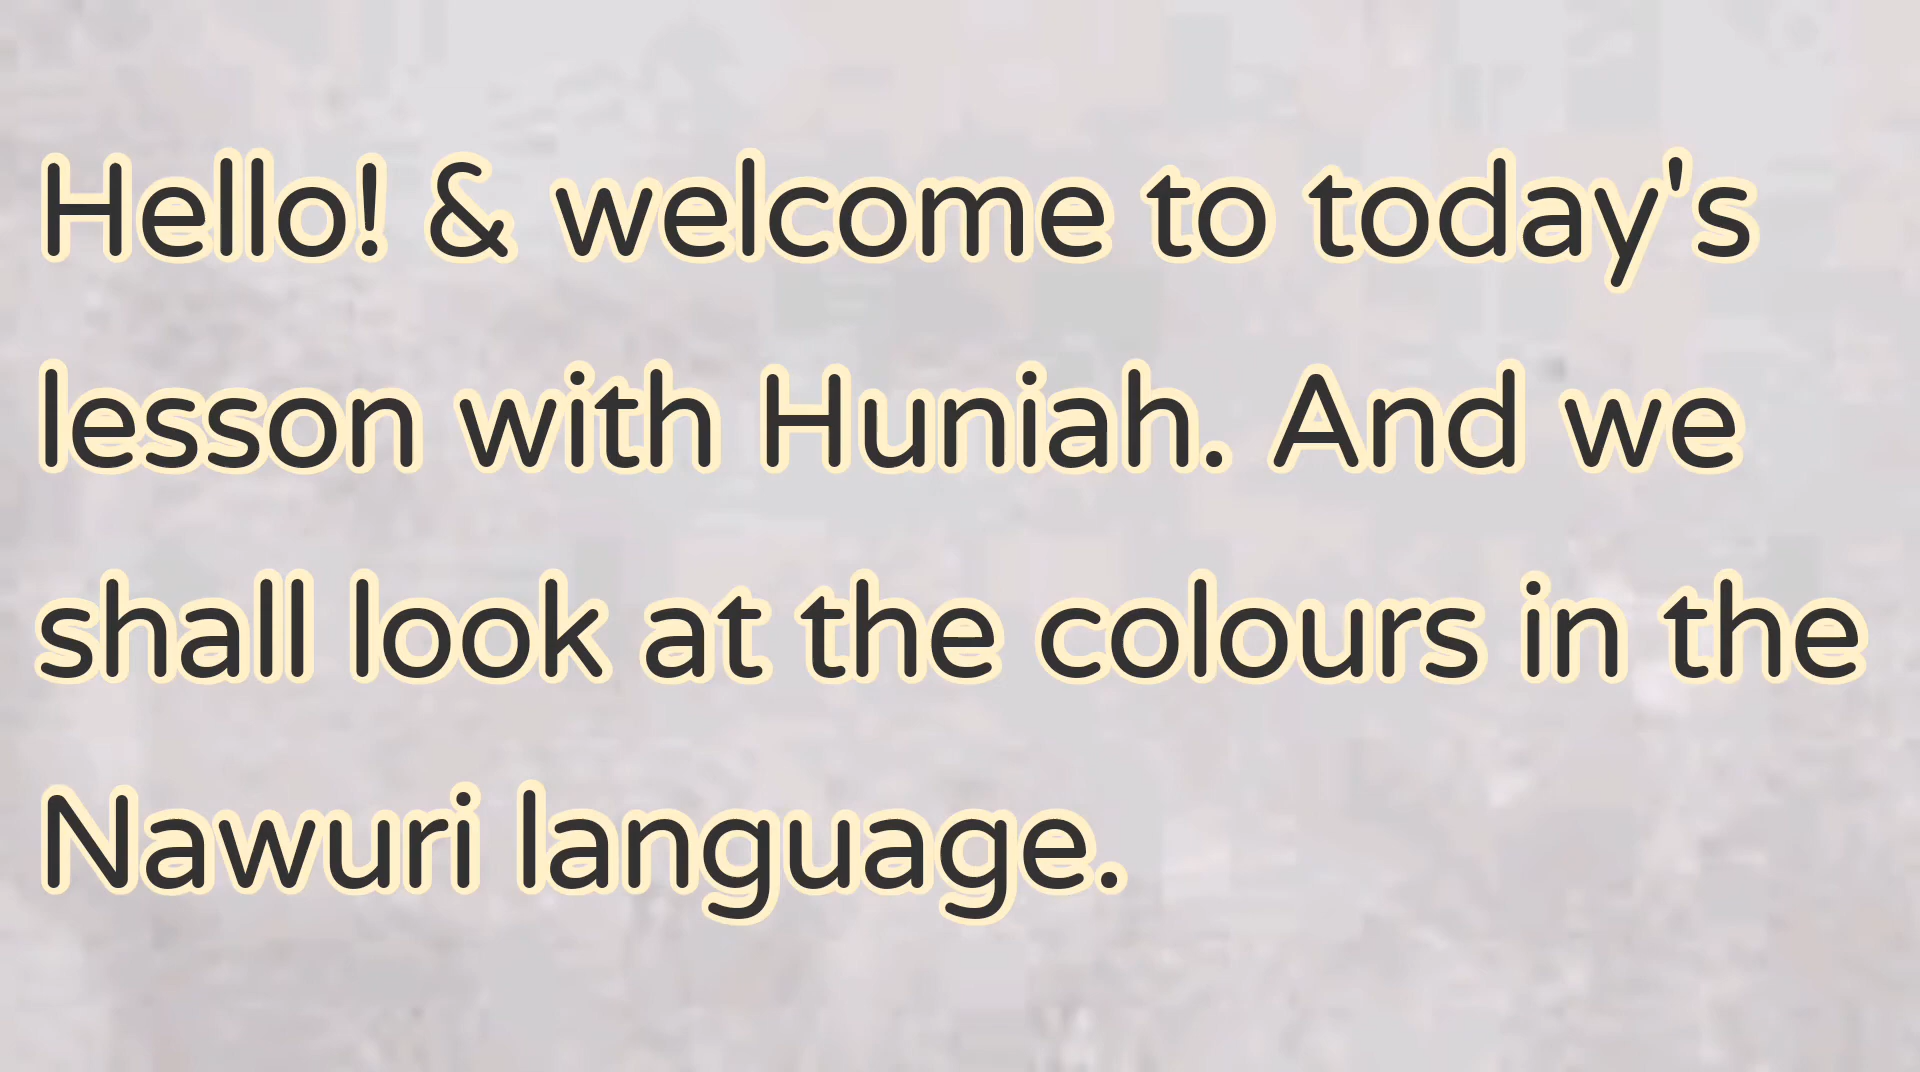 Hello! & welcome to today's
lesson with Huniah. And we
shall look at the colours in the
Nawuri language.